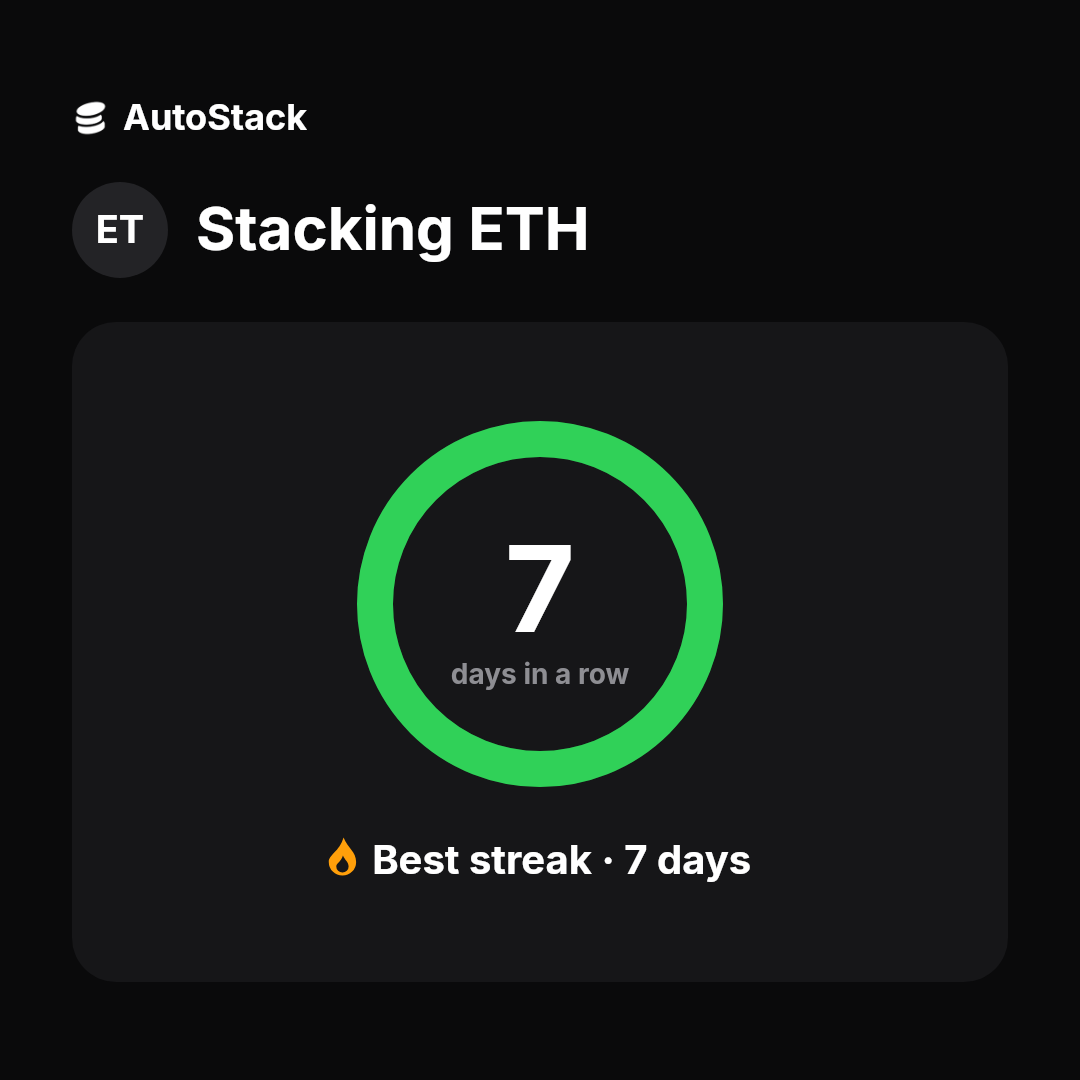 AutoStack
ET
Stacking ETH
7
days in a row
Best streak · 7 days